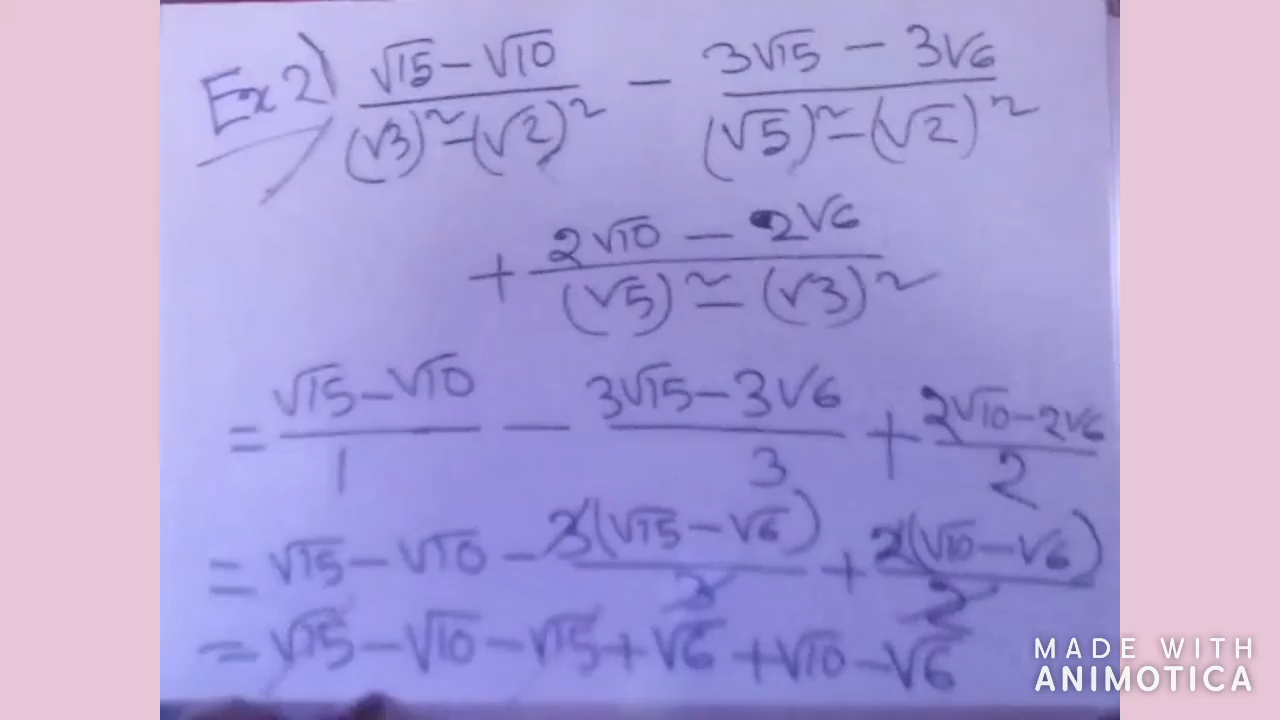 Ex 2) (√15 - √10)/((√3)² - (√2)²) - (3√15 - 3√6)/((√5)² - (√2)²)
+ (2√10 - 2√6)/((√5)² - (√3)²)
= (√15 - √10)/1 - (3√15 - 3√6)/3 + (2√10 - 2√6)/2
= √15 - √10 - 3(√15 - √6)/3 + 2(√10 - √6)/2
= √15 - √10 - √15 + √6 + √10 - √6
MADE WITH
ANIMOTICA